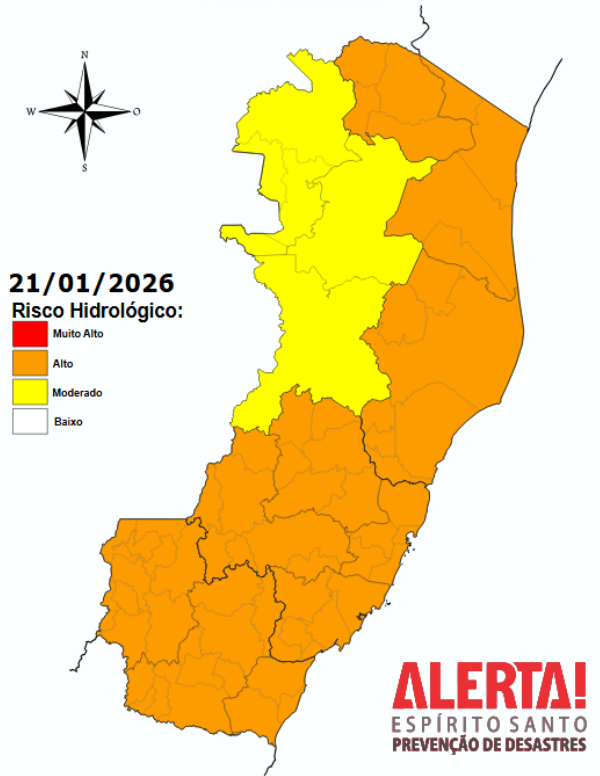 N
W
O
S
21/01/2026
Risco Hidrológico:
Muito Alto
Alto
Moderado
Baixo
ALERTA!
ESPÍRITO SANTO
PREVENÇÃO DE DESASTRES